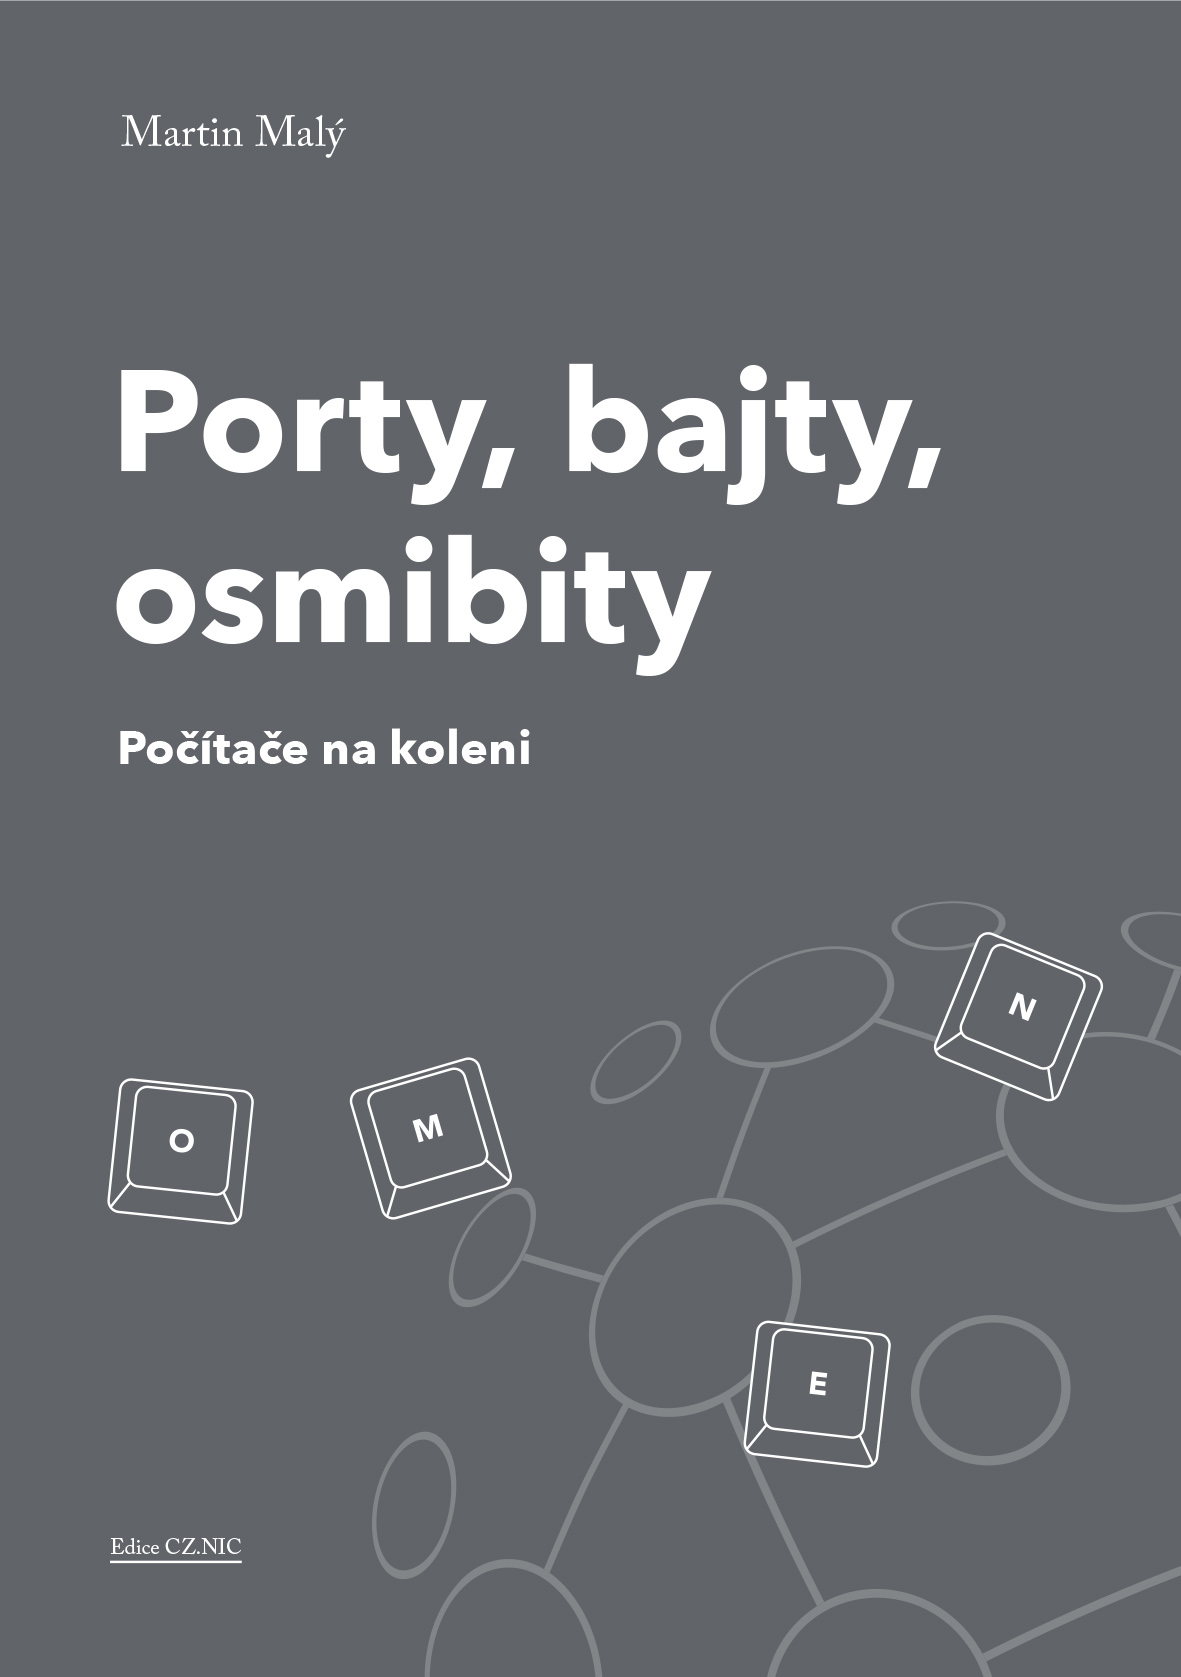 Martin Malý
Porty, bajty,
osmibity
Počítače na koleni
N
O
M
E
Edice CZ.NIC